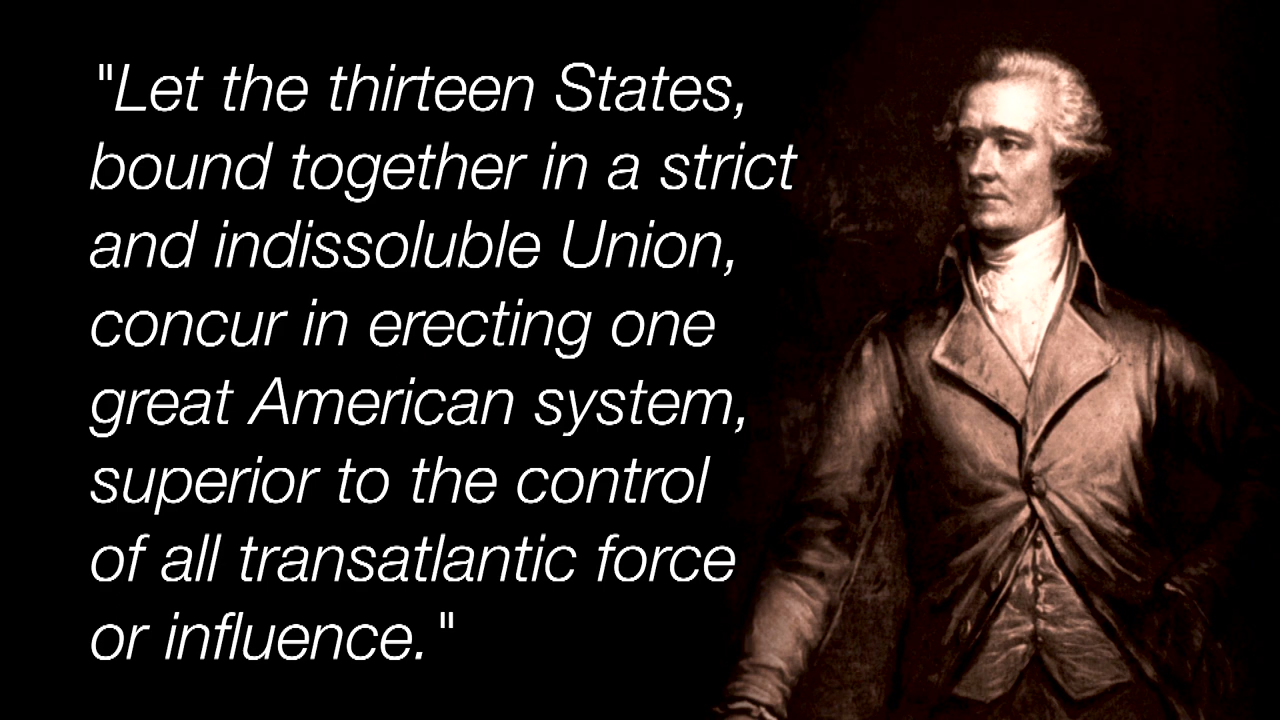 "Let the thirteen States,
bound together in a strict
and indissoluble Union,
concur in erecting one
great American system,
superior to the control
of all transatlantic force
or influence."